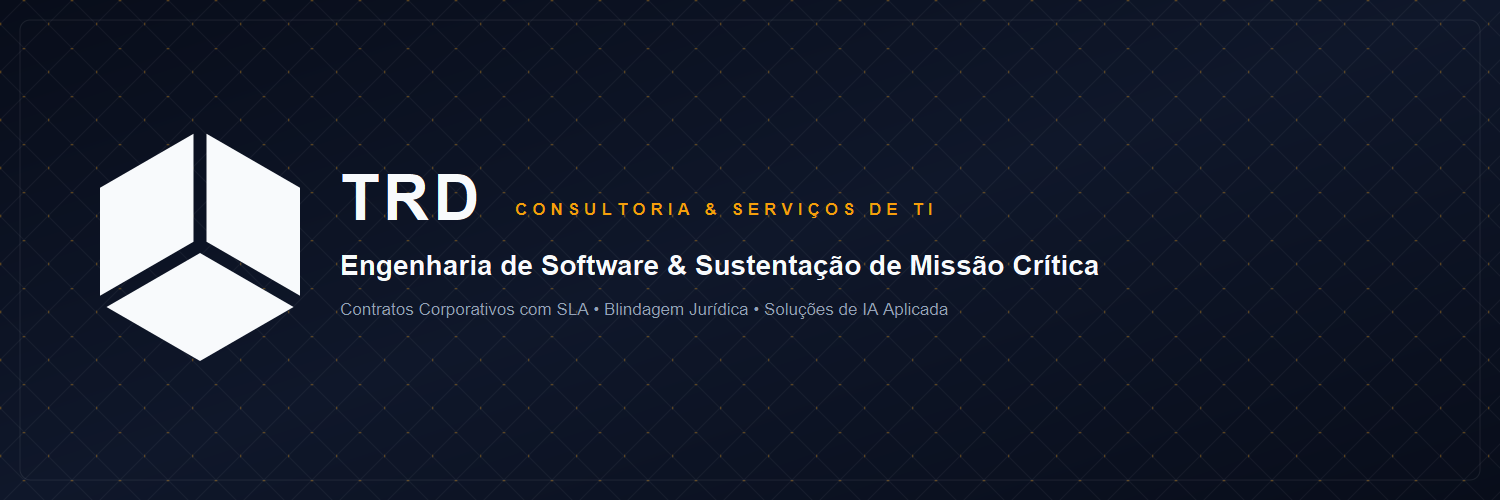 TRD CONSULTORIA & SERVIÇOS DE TI
Engenharia de Software & Sustentação de Missão Crítica
Contratos Corporativos com SLA • Blindagem Jurídica • Soluções de IA Aplicada